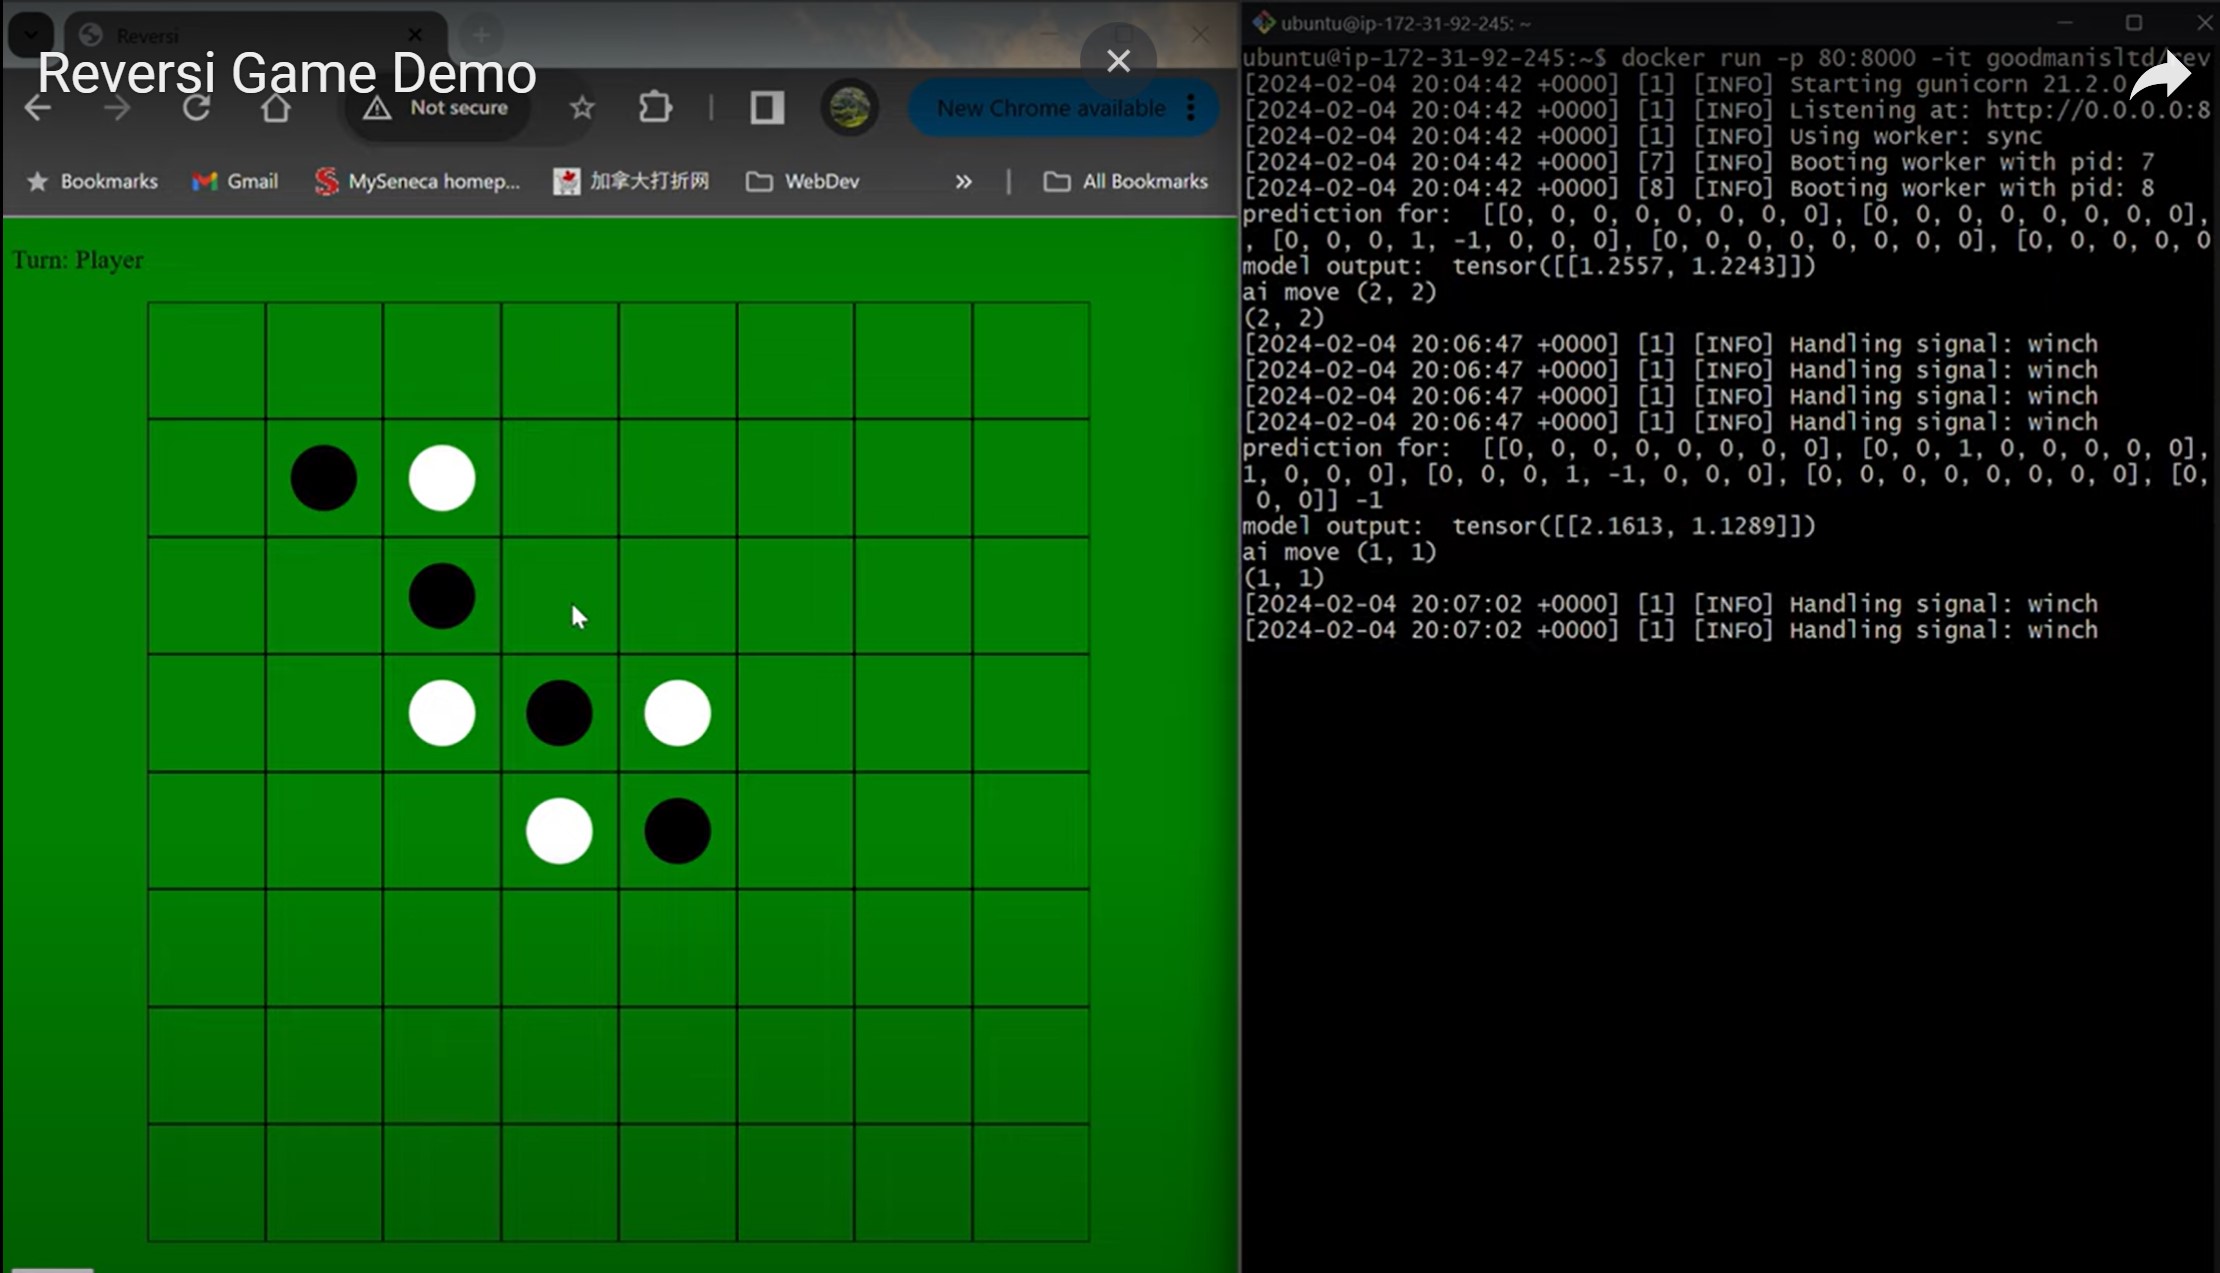 Reversi
Reversi Game Demo
Not secure
New Chrome available
Bookmarks
Gmail
MySeneca homep...
加拿大打折网
WebDev
»
All Bookmarks
Turn: Player
ubuntu@ip-172-31-92-245: ~
ubuntu@ip-172-31-92-245:~$ docker run -p 80:8000 -it goodmanisltd/rev
[2024-02-04 20:04:42 +0000] [1] [INFO] Starting gunicorn 21.2.0
[2024-02-04 20:04:42 +0000] [1] [INFO] Listening at: http://0.0.0.0:8
[2024-02-04 20:04:42 +0000] [1] [INFO] Using worker: sync
[2024-02-04 20:04:42 +0000] [7] [INFO] Booting worker with pid: 7
[2024-02-04 20:04:42 +0000] [8] [INFO] Booting worker with pid: 8
prediction for:  [[0, 0, 0, 0, 0, 0, 0, 0], [0, 0, 0, 0, 0, 0, 0, 0],
, [0, 0, 0, 1, -1, 0, 0, 0], [0, 0, 0, 0, 0, 0, 0, 0], [0, 0, 0, 0, 0
model output:  tensor([[1.2557, 1.2243]])
ai move (2, 2)
(2, 2)
[2024-02-04 20:06:47 +0000] [1] [INFO] Handling signal: winch
[2024-02-04 20:06:47 +0000] [1] [INFO] Handling signal: winch
[2024-02-04 20:06:47 +0000] [1] [INFO] Handling signal: winch
[2024-02-04 20:06:47 +0000] [1] [INFO] Handling signal: winch
prediction for:  [[0, 0, 0, 0, 0, 0, 0, 0], [0, 0, 1, 0, 0, 0, 0, 0],
1, 0, 0, 0], [0, 0, 0, 1, -1, 0, 0, 0], [0, 0, 0, 0, 0, 0, 0, 0], [0,
 0, 0]] -1
model output:  tensor([[2.1613, 1.1289]])
ai move (1, 1)
(1, 1)
[2024-02-04 20:07:02 +0000] [1] [INFO] Handling signal: winch
[2024-02-04 20:07:02 +0000] [1] [INFO] Handling signal: winch